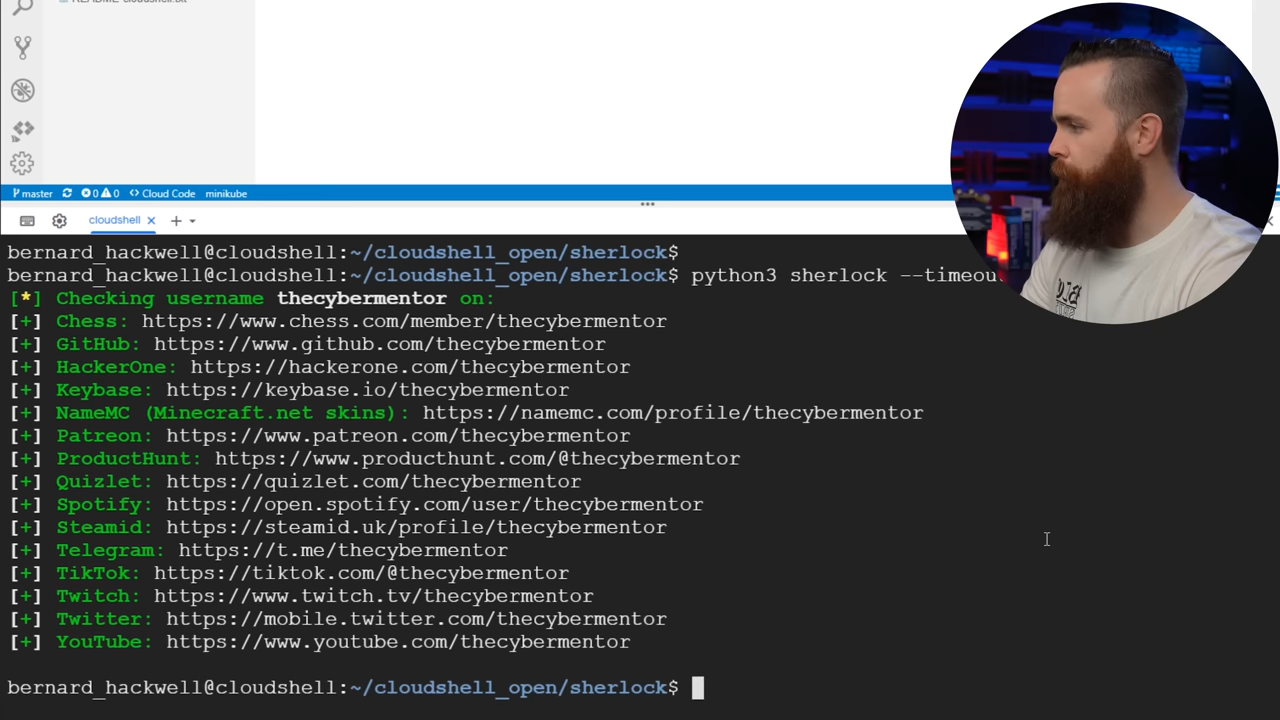 master 0 0 Cloud Code minikube
cloudshell
bernard_hackwell@cloudshell:~/cloudshell_open/sherlock$
bernard_hackwell@cloudshell:~/cloudshell_open/sherlock$ python3 sherlock --timeou
[*] Checking username thecybermentor on:
[+] Chess: https://www.chess.com/member/thecybermentor
[+] GitHub: https://www.github.com/thecybermentor
[+] HackerOne: https://hackerone.com/thecybermentor
[+] Keybase: https://keybase.io/thecybermentor
[+] NameMC (Minecraft.net skins): https://namemc.com/profile/thecybermentor
[+] Patreon: https://www.patreon.com/thecybermentor
[+] ProductHunt: https://www.producthunt.com/@thecybermentor
[+] Quizlet: https://quizlet.com/thecybermentor
[+] Spotify: https://open.spotify.com/user/thecybermentor
[+] Steamid: https://steamid.uk/profile/thecybermentor
[+] Telegram: https://t.me/thecybermentor
[+] TikTok: https://tiktok.com/@thecybermentor
[+] Twitch: https://www.twitch.tv/thecybermentor
[+] Twitter: https://mobile.twitter.com/thecybermentor
[+] YouTube: https://www.youtube.com/thecybermentor
bernard_hackwell@cloudshell:~/cloudshell_open/sherlock$